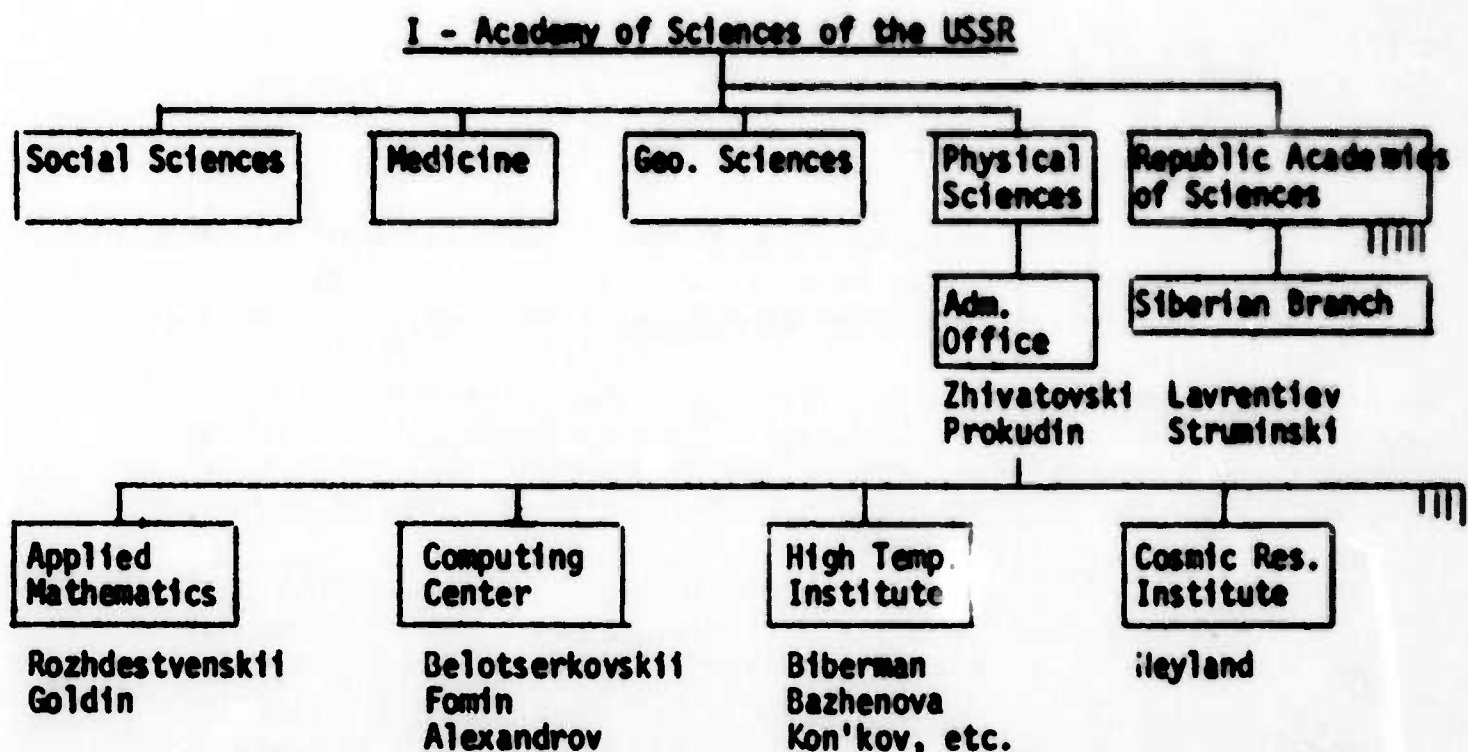 I - Academy of Sciences of the USSR
Social Sciences
Medicine
Geo. Sciences
Physical
Sciences
Republic Academies
of Sciences
Adm.
Office
Siberian Branch
Zhivatovski
Prokudin
Lavrentiev
Struminski
Applied
Mathematics
Computing
Center
High Temp.
Institute
Cosmic Res.
Institute
Rozhdestvenskii
Goldin
Belotserkovskii
Fomin
Alexandrov
Biberman
Bazhenova
Kon'kov, etc.